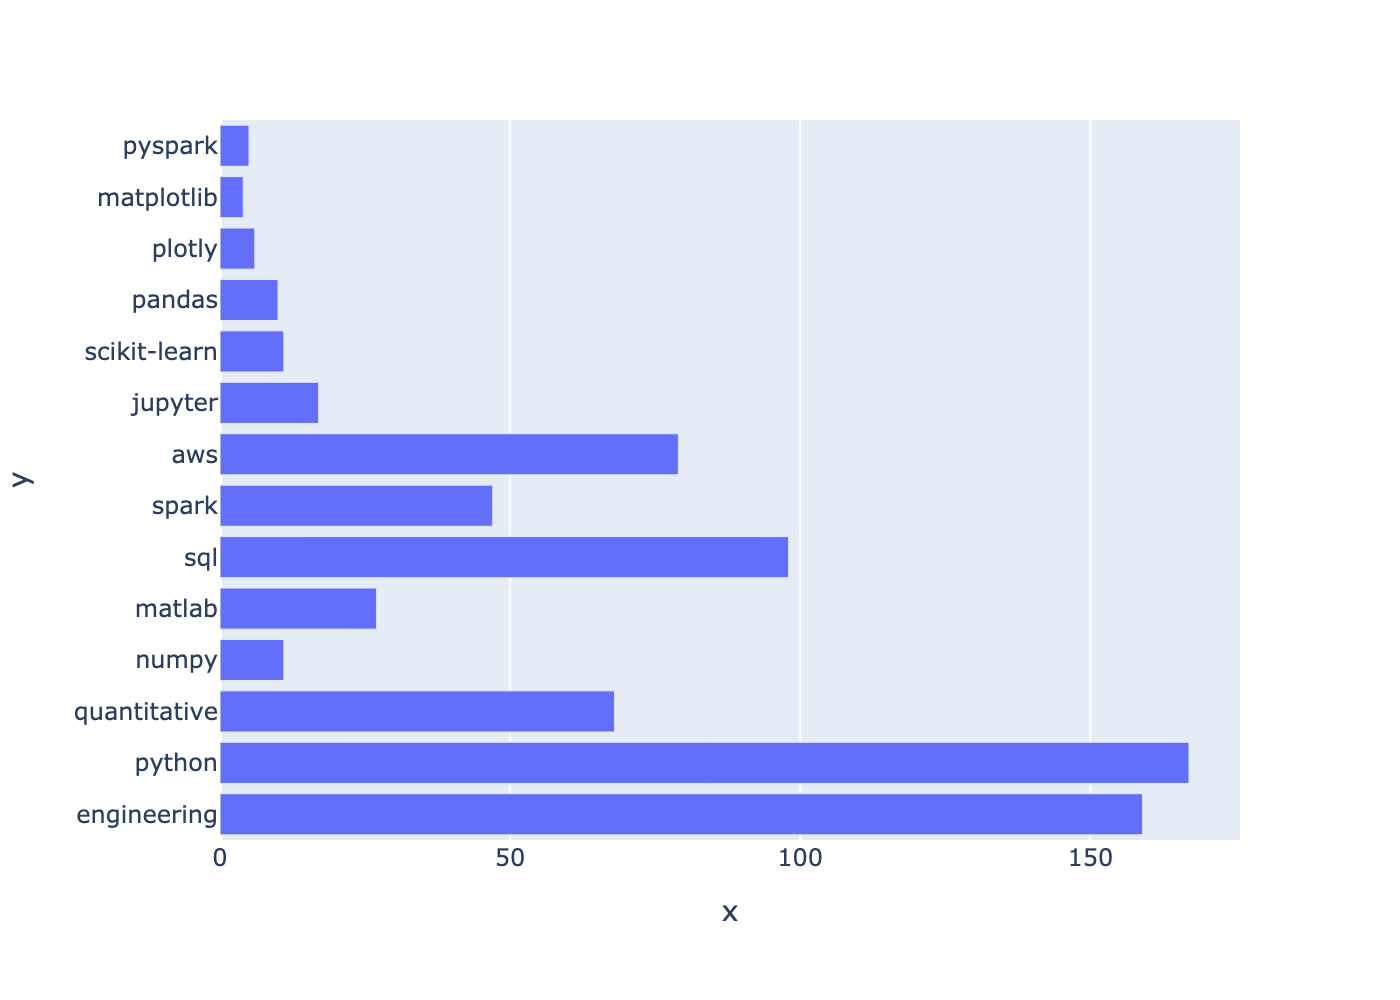 pyspark
matplotlib
plotly
pandas
scikit-learn
jupyter
aws
spark
sql
matlab
numpy
quantitative
python
engineering
0 50 100 150
x
y